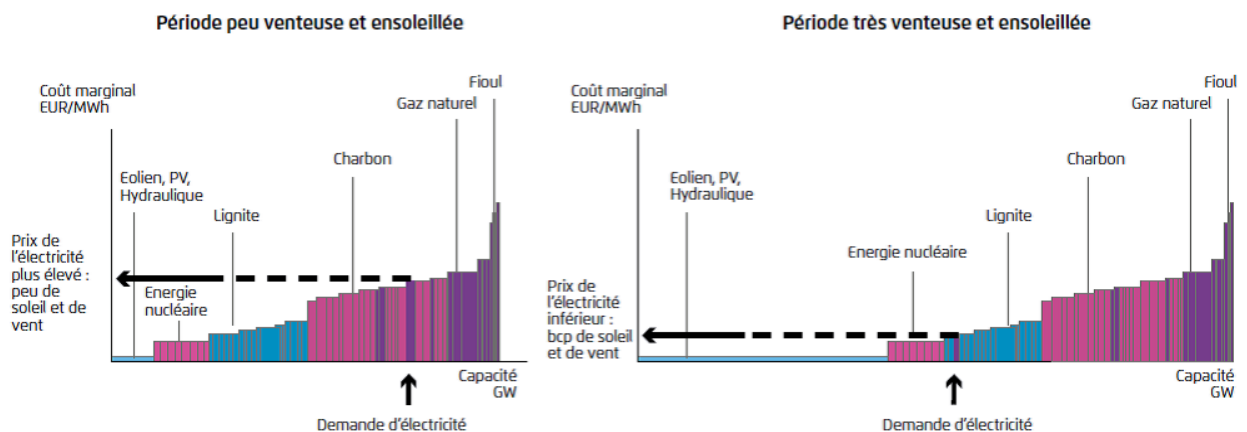 Période peu venteuse et ensoleillée
Coût marginal
EUR/MWh
Fioul
Gaz naturel
Charbon
Eolien, PV,
Hydraulique
Lignite
Prix de
l'électricité
plus élevé :
peu de
soleil et de
vent
Energie
nucléaire
Capacité
GW
Demande d'électricité
Période très venteuse et ensoleillée
Coût marginal
EUR/MWh
Fioul
Gaz naturel
Charbon
Eolien, PV,
Hydraulique
Lignite
Energie nucléaire
Prix de
l'électricité
inférieur :
bcp de soleil
et de vent
Capacité
GW
Demande d'électricité